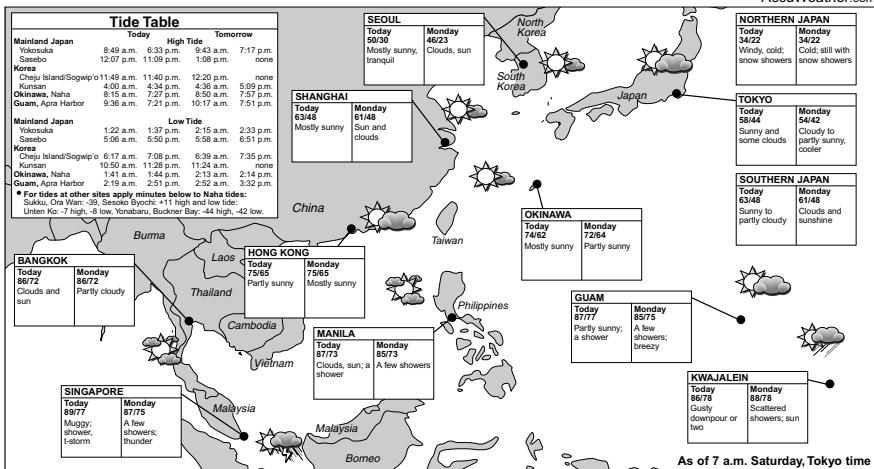 AccuWeather.com
Tide Table
Today Tomorrow
Mainland Japan High Tide
Yokosuka 8:49 a.m. 6:33 p.m. 9:43 a.m. 7:17 p.m.
Sasebo 12:07 p.m. 11:09 p.m. 1:08 p.m. none
Korea
Cheju Island/Sogwip'o 11:49 a.m. 11:40 p.m. 12:20 p.m. none
Kunsan 4:00 a.m. 4:34 p.m. 4:36 a.m. 5:09 p.m.
Okinawa, Naha 8:15 a.m. 7:27 p.m. 8:50 a.m. 7:57 p.m.
Guam, Apra Harbor 9:36 a.m. 7:21 p.m. 10:17 a.m. 7:51 p.m.
Mainland Japan Low Tide
Yokosuka 1:22 a.m. 1:37 p.m. 2:15 a.m. 2:33 p.m.
Sasebo 5:06 a.m. 5:50 p.m. 5:58 a.m. 6:51 p.m.
Korea
Cheju Island/Sogwip'o 6:17 a.m. 7:08 p.m. 6:39 a.m. 7:35 p.m.
Kunsan 10:50 a.m. 11:28 p.m. 11:24 a.m. none
Okinawa, Naha 1:41 a.m. 1:44 p.m. 2:13 a.m. 2:14 p.m.
Guam, Apra Harbor 2:19 a.m. 2:51 p.m. 2:52 a.m. 3:32 p.m.
• For tides at other sites apply minutes below to Naha tides:
Sukku, Ora Wan: -39, Sesoko Byochi: +11 high and low tide:
Unten Ko: -7 high, -8 low, Yonabaru, Buckner Bay: -44 high, -42 low.
SEOUL
Today Monday
50/30 46/23
Mostly sunny, Clouds, sun
tranquil
North
Korea
South
Korea
Japan
NORTHERN JAPAN
Today Monday
34/22 34/22
Windy, cold; Cold; still with
snow showers snow showers
SHANGHAI
Today Monday
63/48 61/48
Mostly sunny Sun and
clouds
TOKYO
Today Monday
58/44 54/42
Sunny and Cloudy to
some clouds partly sunny,
cooler
SOUTHERN JAPAN
Today Monday
63/48 61/48
Sunny to Clouds and
partly cloudy sunshine
China
Taiwan
OKINAWA
Today Monday
74/62 72/64
Mostly sunny Partly sunny
Burma
Laos
Thailand
Cambodia
Vietnam
BANGKOK
Today Monday
86/72 86/72
Clouds and Partly cloudy
sun
HONG KONG
Today Monday
75/65 75/65
Partly sunny Mostly sunny
Philippines
MANILA
Today Monday
87/73 85/73
Clouds, sun; a A few showers
shower
GUAM
Today Monday
87/77 85/75
Partly sunny; A few
a shower showers;
breezy
KWAJALEIN
Today Monday
86/78 88/78
Gusty Scattered
downpour or showers; sun
two
SINGAPORE
Today Monday
89/77 87/75
Muggy; A few
shower, showers;
t-storm thunder
Malaysia
Malaysia
Borneo
As of 7 a.m. Saturday, Tokyo time